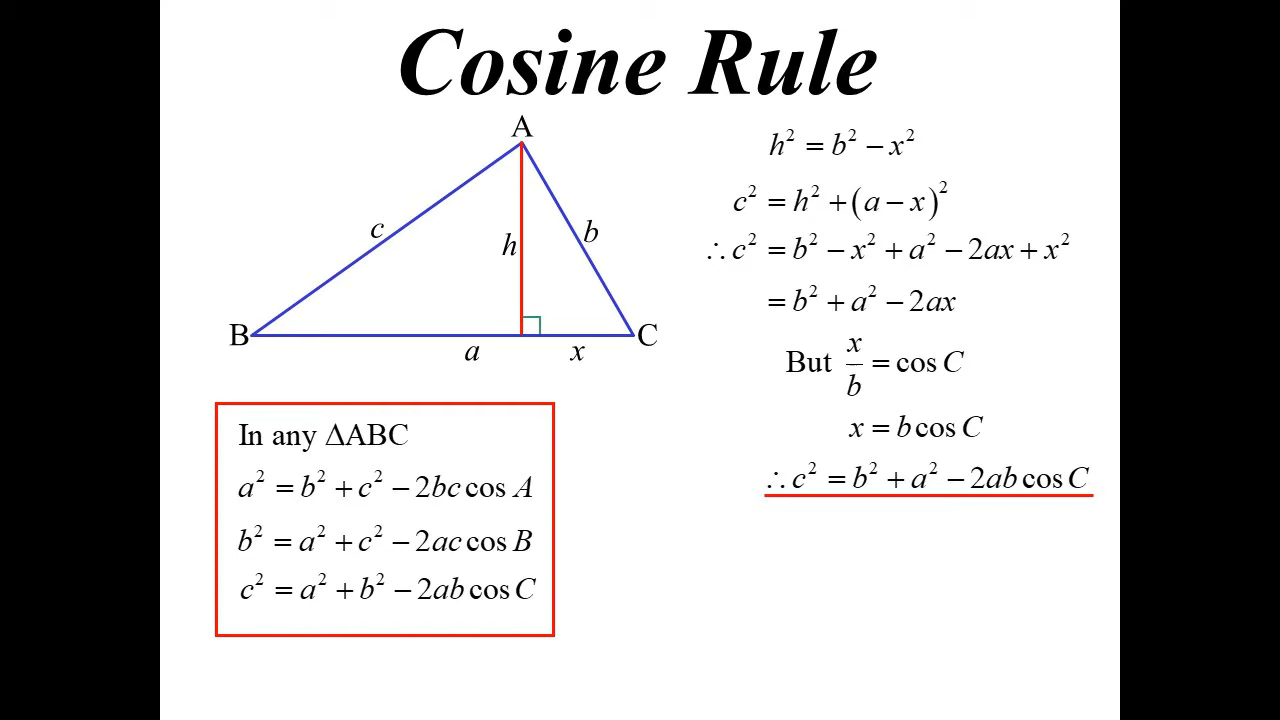 Cosine Rule
A
c
h
b
B
a
x
C
h² = b² − x²
c² = h² + (a − x)²
∴ c² = b² − x² + a² − 2ax + x²
= b² + a² − 2ax
But x/b = cos C
x = b cos C
∴ c² = b² + a² − 2ab cos C
In any ΔABC
a² = b² + c² − 2bc cos A
b² = a² + c² − 2ac cos B
c² = a² + b² − 2ab cos C